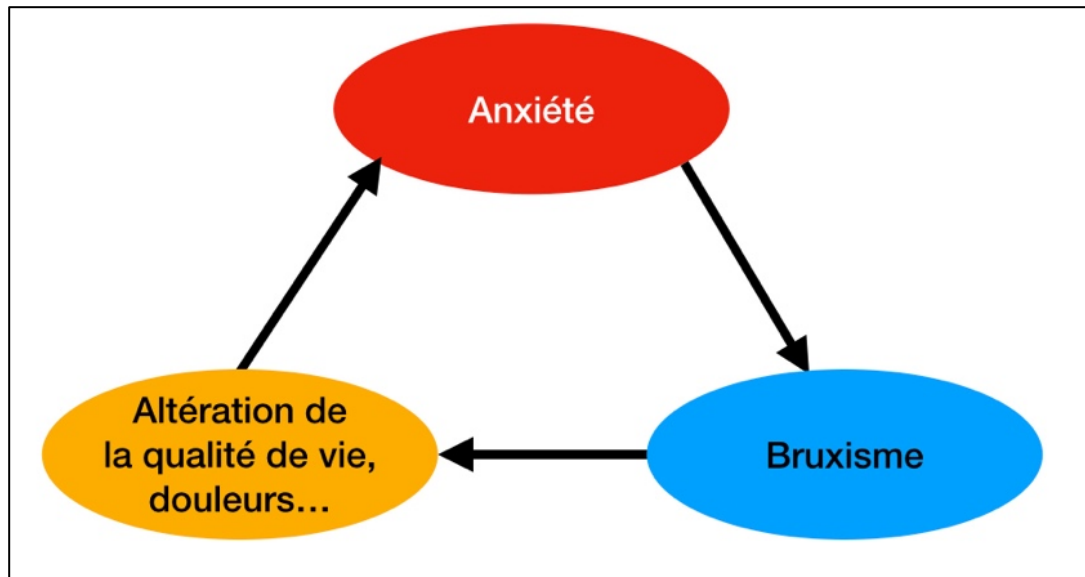 Anxiété
Altération de
la qualité de vie,
douleurs…
Bruxisme